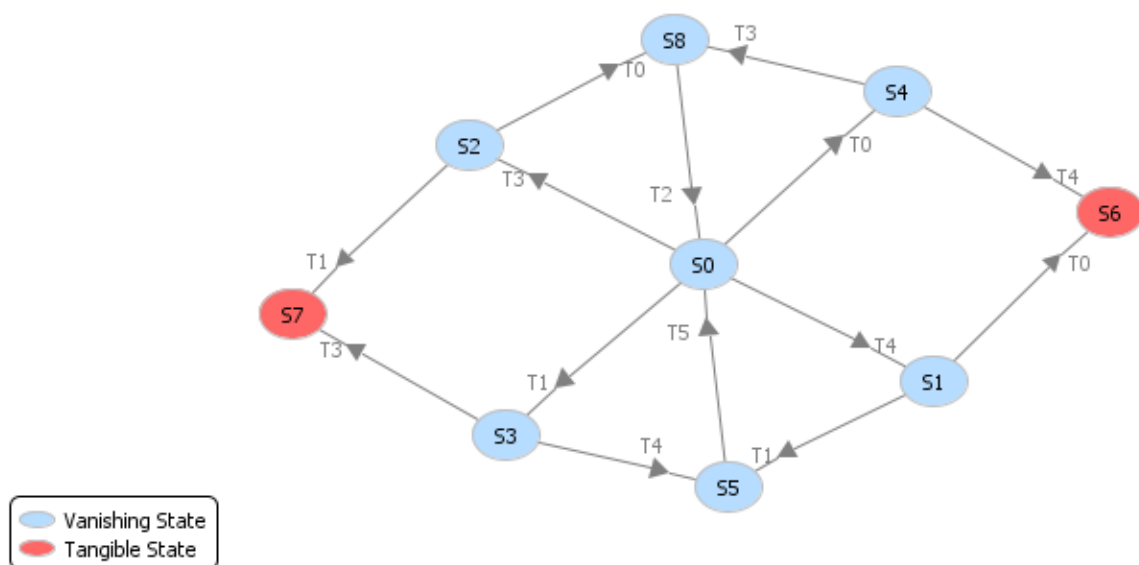 S8
T3
T0
S4
S2
T0
T3
T2
T4
S6
S0
T1
T0
S7
T5
T3
T4
T1
S1
S3
T4
T1
S5
Vanishing State
Tangible State